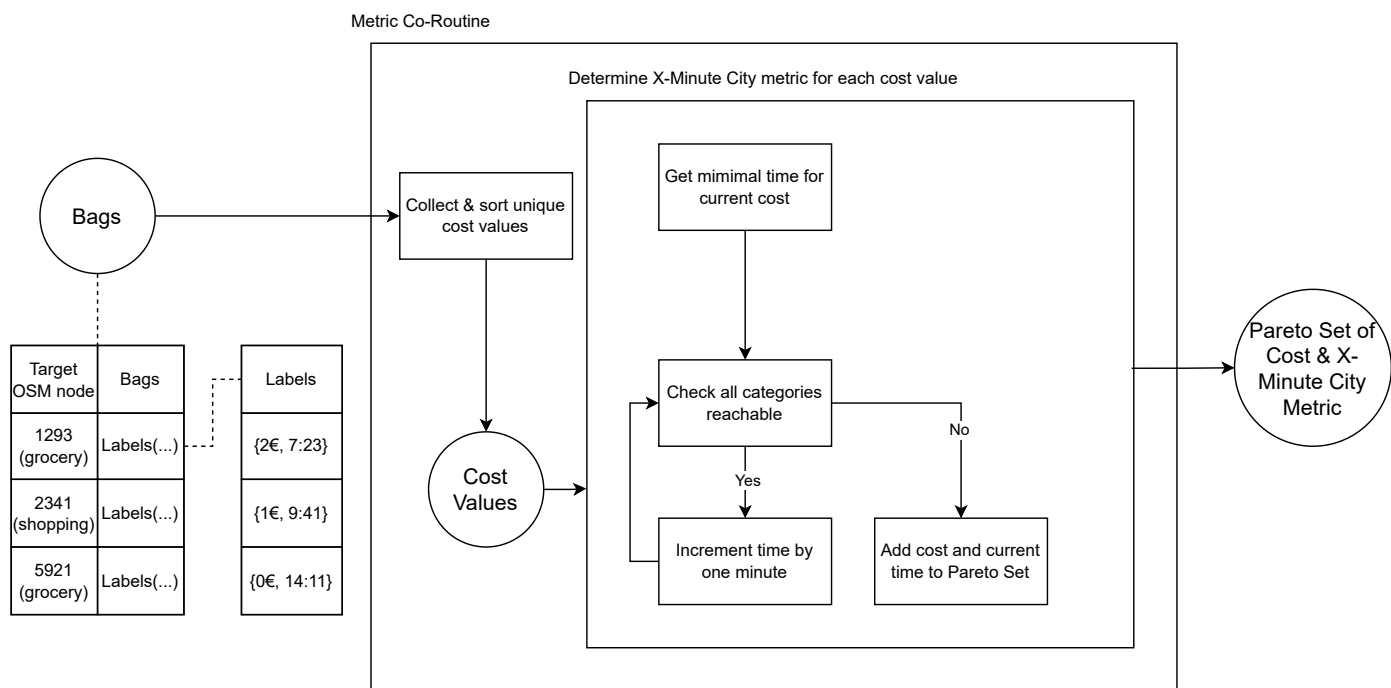 Metric Co-Routine
Determine X-Minute City metric for each cost value
Bags
Collect & sort unique
cost values
Get mimimal time for
current cost
Target
OSM node
Bags
Labels
1293
(grocery)
Labels(...)
{2€, 7:23}
2341
(shopping)
Labels(...)
{1€, 9:41}
5921
(grocery)
Labels(...)
{0€, 14:11}
Cost
Values
Check all categories
reachable
No
Yes
Increment time by
one minute
Add cost and current
time to Pareto Set
Pareto Set of
Cost & X-
Minute City
Metric